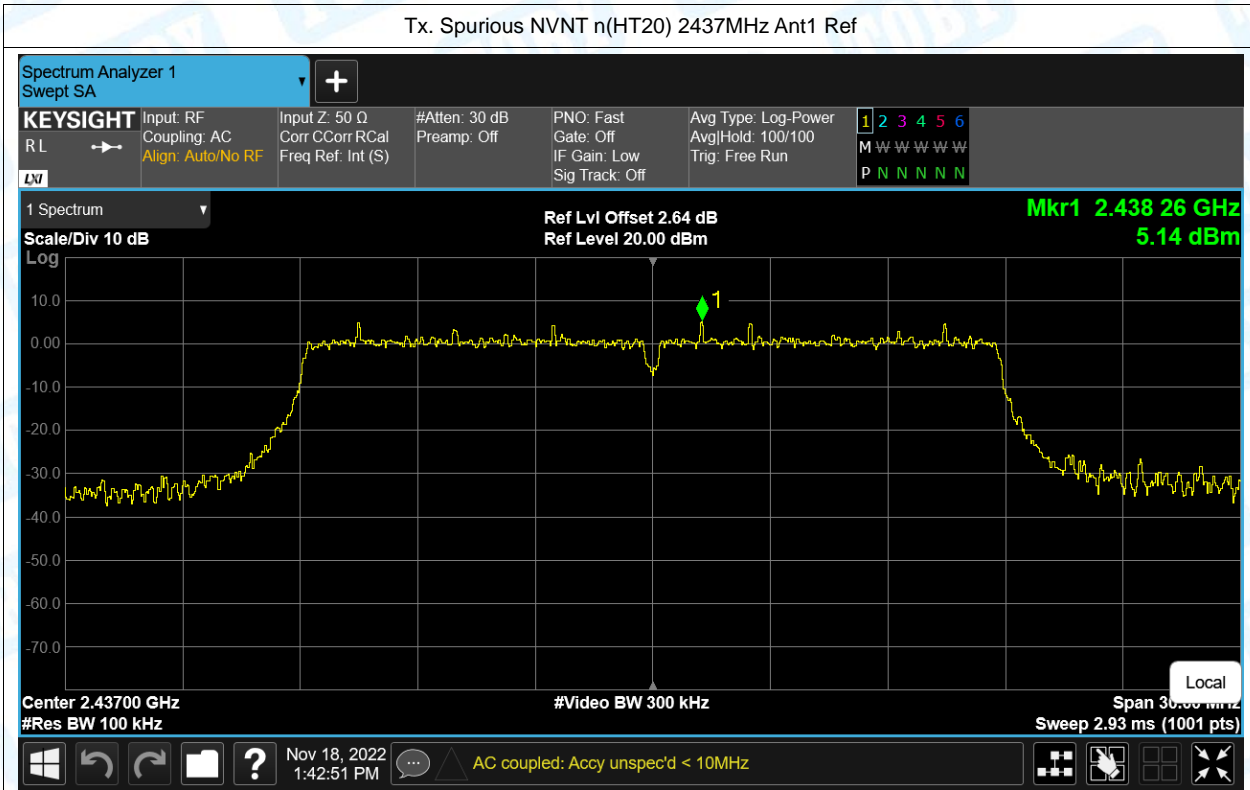 Tx. Spurious NVNT n(HT20) 2437MHz Ant1 Ref
Spectrum Analyzer 1
Swept SA
KEYSIGHT
R L
LXI
Input: RF
Coupling: AC
Align: Auto/No RF
Input Z: 50 Ω
Corr CCorr RCal
Freq Ref: Int (S)
#Atten: 30 dB
Preamp: Off
PNO: Fast
Gate: Off
IF Gain: Low
Sig Track: Off
Avg Type: Log-Power
Avg|Hold: 100/100
Trig: Free Run
1 2 3 4 5 6
M W W W W W
P N N N N N
1 Spectrum
Scale/Div 10 dB
Ref Lvl Offset 2.64 dB
Ref Level 20.00 dBm
Mkr1 2.438 26 GHz
5.14 dBm
Log
1
10.0
0.00
-10.0
-20.0
-30.0
-40.0
-50.0
-60.0
-70.0
Local
Center 2.43700 GHz
#Video BW 300 kHz
Span 30.00 MHz
#Res BW 100 kHz
Sweep 2.93 ms (1001 pts)
?
Nov 18, 2022
1:42:51 PM
AC coupled: Accy unspec'd < 10MHz